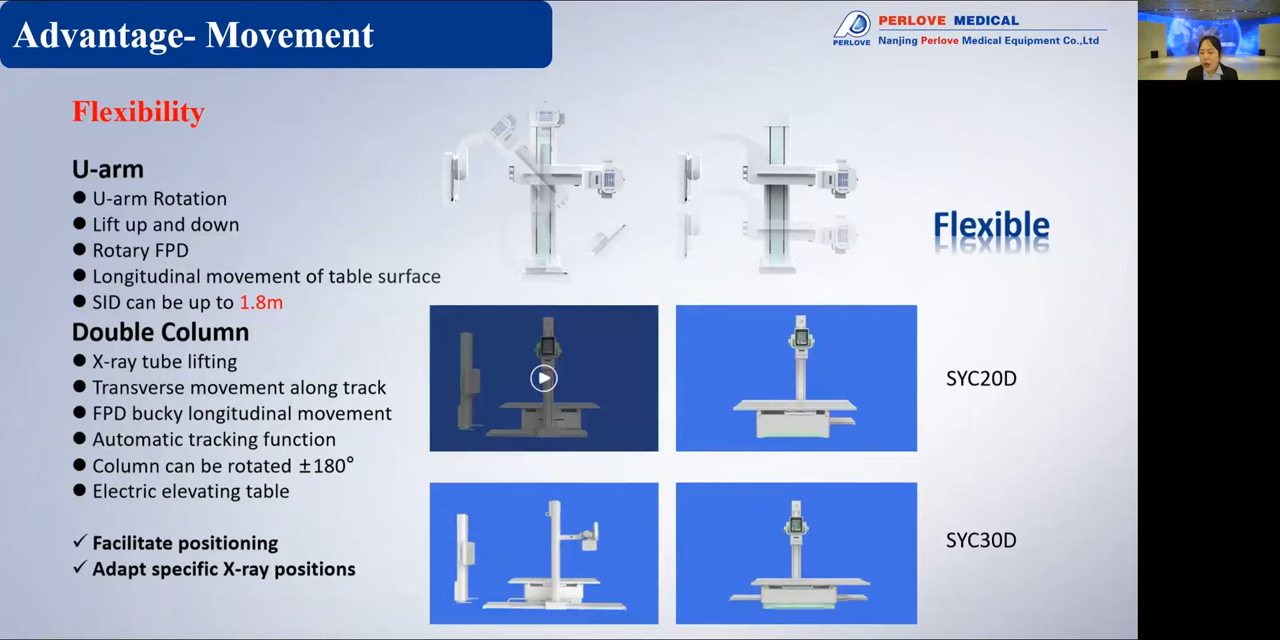 Advantage- Movement
PERLOVE
PERLOVE MEDICAL
Nanjing Perlove Medical Equipment Co.,Ltd
Flexibility
U-arm
● U-arm Rotation
● Lift up and down
● Rotary FPD
● Longitudinal movement of table surface
● SID can be up to 1.8m
Double Column
● X-ray tube lifting
● Transverse movement along track
● FPD bucky longitudinal movement
● Automatic tracking function
● Column can be rotated ±180°
● Electric elevating table
✓ Facilitate positioning
✓ Adapt specific X-ray positions
Flexible
SYC20D
SYC30D